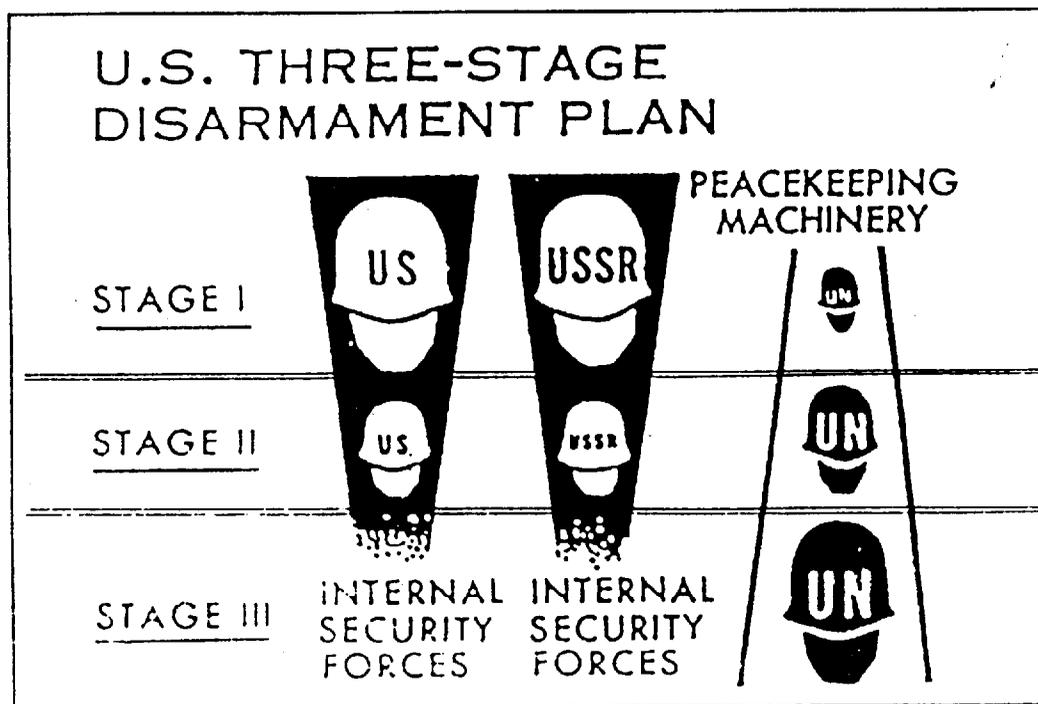 U.S. THREE-STAGE
DISARMAMENT PLAN
PEACEKEEPING
MACHINERY
STAGE I
US
USSR
UN
STAGE II
U.S.
USSR
UN
STAGE III
INTERNAL
SECURITY
FORCES
INTERNAL
SECURITY
FORCES
UN